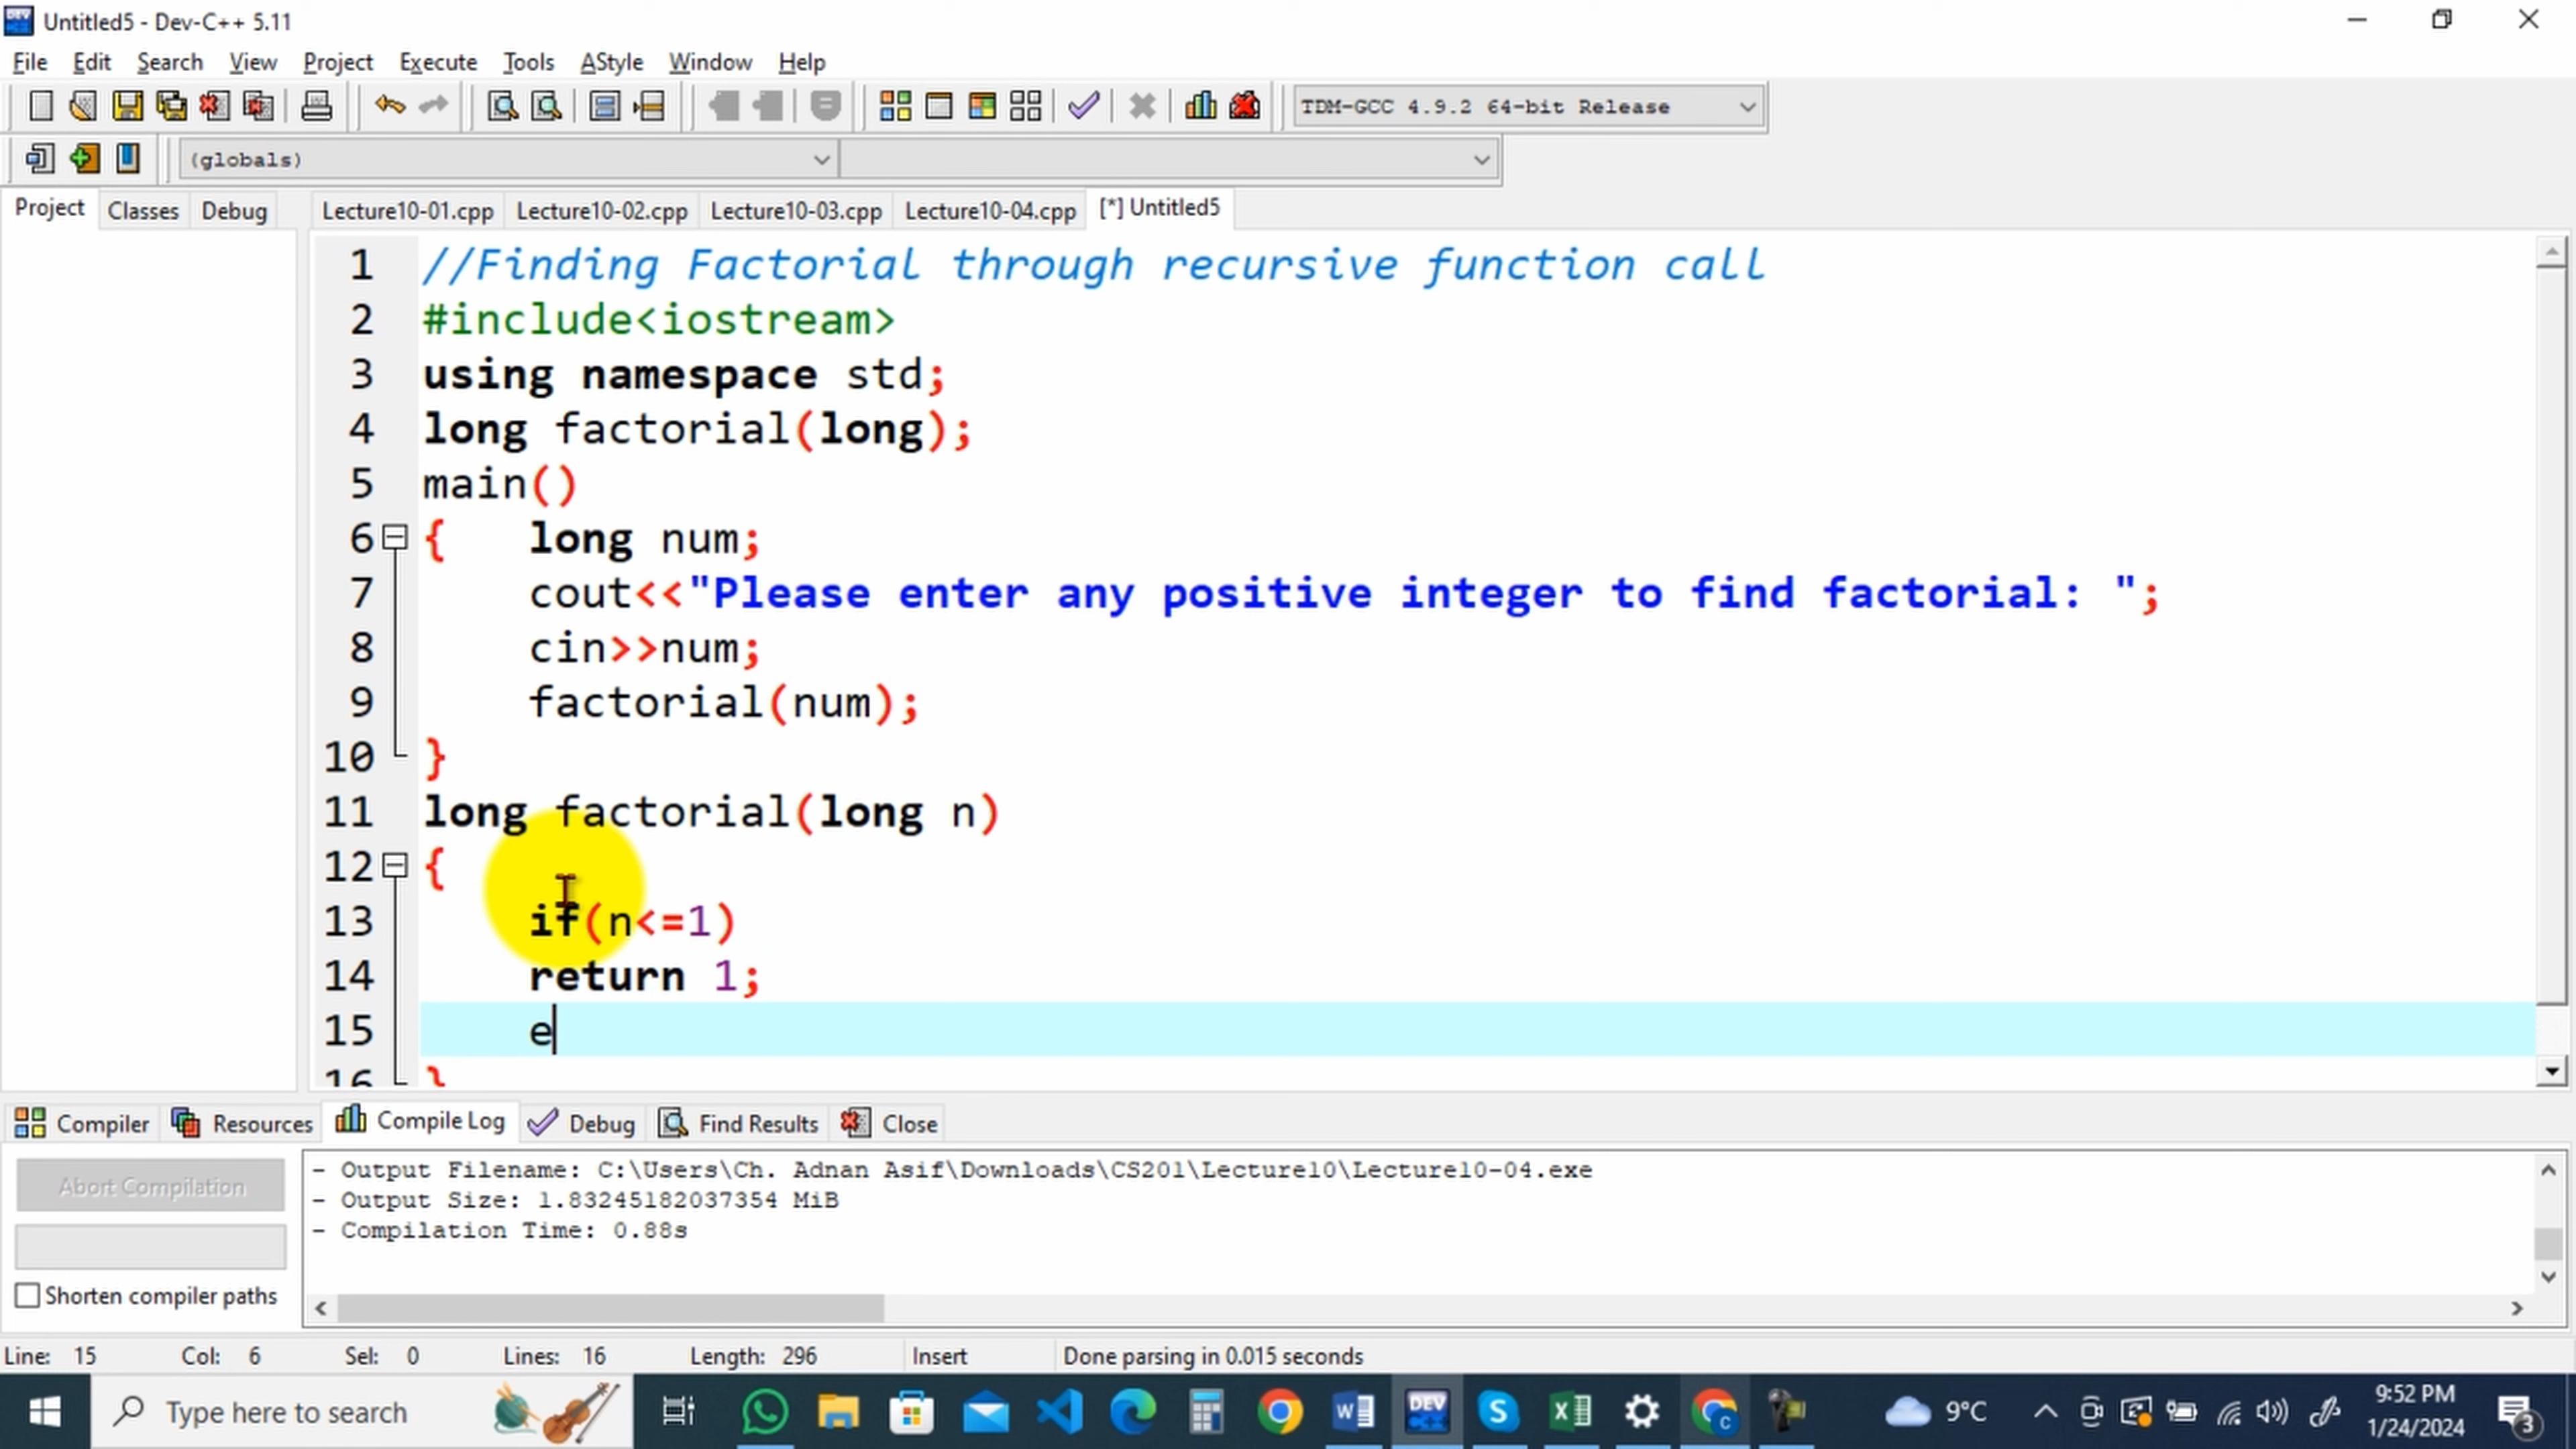 Untitled5 - Dev-C++ 5.11
File Edit Search View Project Execute Tools AStyle Window Help
TDM-GCC 4.9.2 64-bit Release
(globals)
Project Classes Debug Lecture10-01.cpp Lecture10-02.cpp Lecture10-03.cpp Lecture10-04.cpp [*] Untitled5
1 //Finding Factorial through recursive function call
2 #include<iostream>
3 using namespace std;
4 long factorial(long);
5 main()
6 { long num;
7 cout<<"Please enter any positive integer to find factorial: ";
8 cin>>num;
9 factorial(num);
10 }
11 long factorial(long n)
12 {
13 if(n<=1)
14 return 1;
15 e
16 }
Compiler Resources Compile Log Debug Find Results Close
Abort Compilation
- Output Filename: C:\Users\Ch. Adnan Asif\Downloads\CS201\Lecture10\Lecture10-04.exe
- Output Size: 1.83245182037354 MiB
- Compilation Time: 0.88s
Shorten compiler paths
Line: 15 Col: 6 Sel: 0 Lines: 16 Length: 296 Insert Done parsing in 0.015 seconds
Type here to search
DEV C++
9°C
9:52 PM
1/24/2024
3